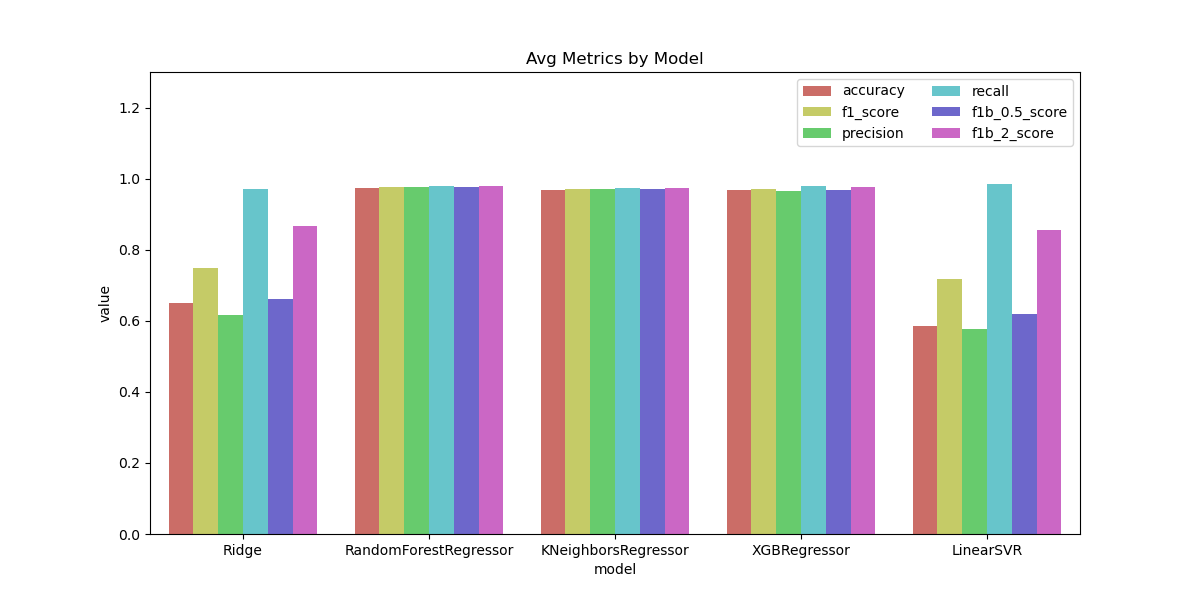 Avg Metrics by Model
accuracy
f1_score
precision
recall
f1b_0.5_score
f1b_2_score
value
1.2
1.0
0.8
0.6
0.4
0.2
0.0
Ridge
RandomForestRegressor
KNeighborsRegressor
XGBRegressor
LinearSVR
model